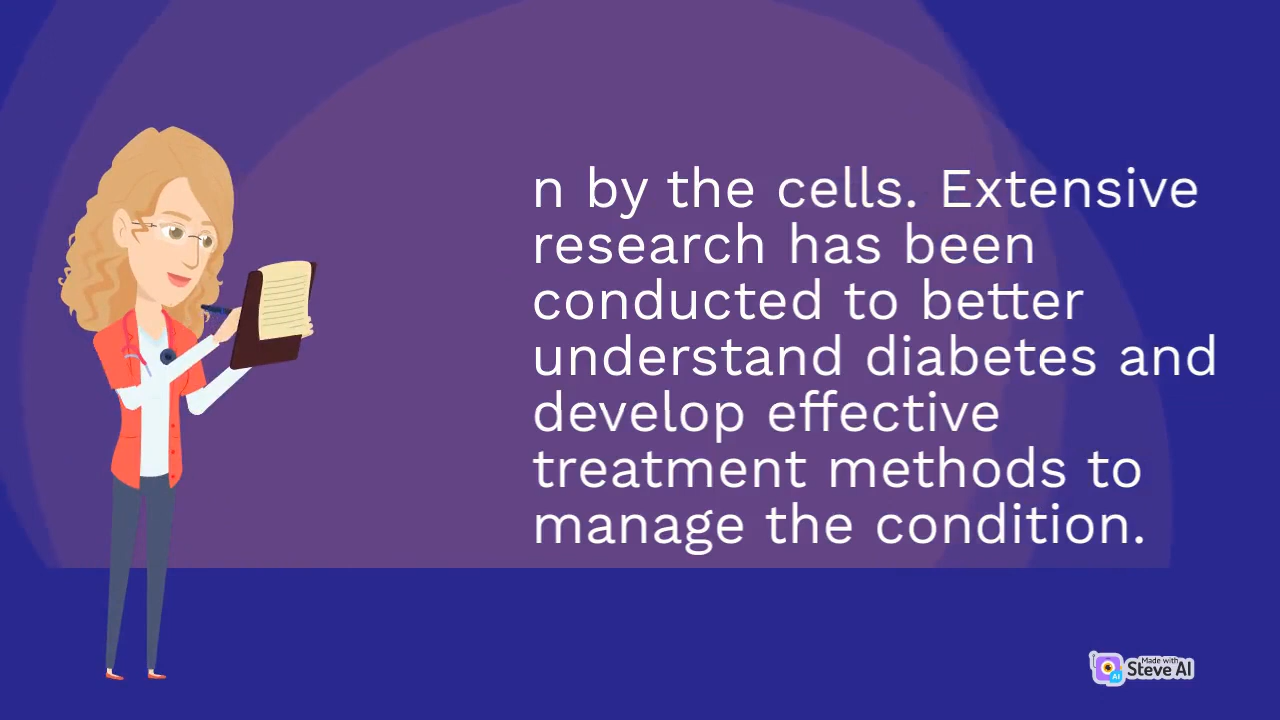 n by the cells. Extensive
research has been
conducted to better
understand diabetes and
develop effective
treatment methods to
manage the condition.
Made with
Steve AI
AI